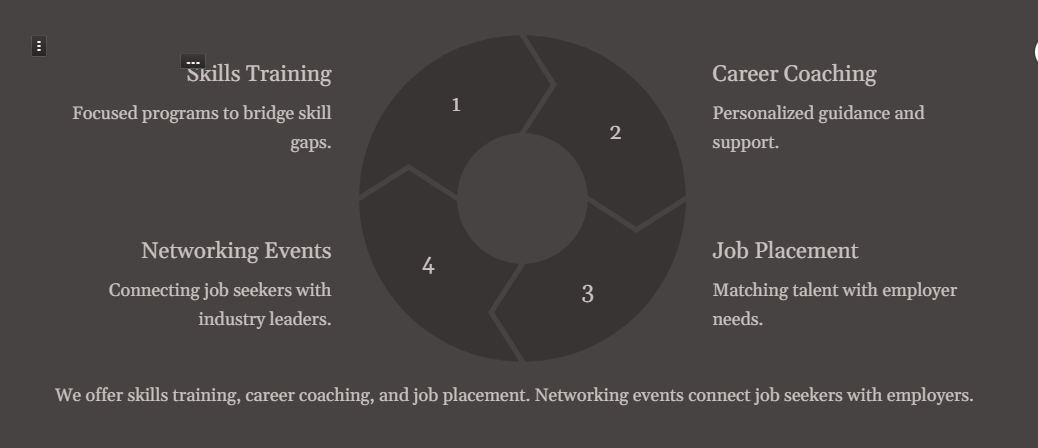 Skills Training
Focused programs to bridge skill
gaps.
1
2
Career Coaching
Personalized guidance and
support.
Networking Events
Connecting job seekers with
industry leaders.
4
3
Job Placement
Matching talent with employer
needs.
We offer skills training, career coaching, and job placement. Networking events connect job seekers with employers.